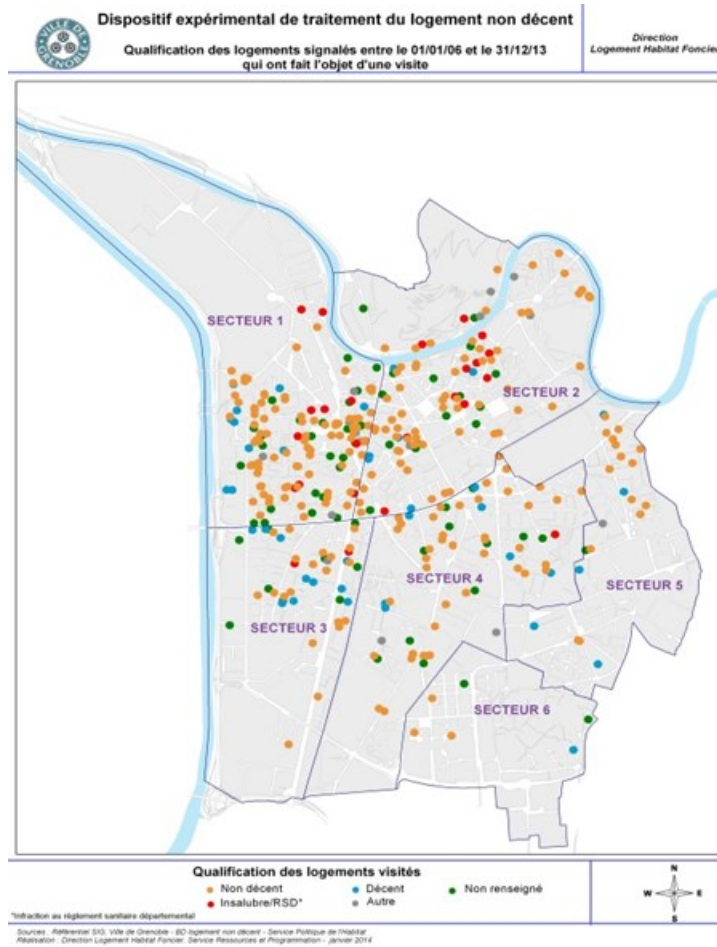 VILLE DE
GRENOBLE
Dispositif expérimental de traitement du logement non décent
Qualification des logements signalés entre le 01/01/06 et le 31/12/13
qui ont fait l'objet d'une visite
Direction
Logement Habitat Foncier
SECTEUR 1
SECTEUR 2
SECTEUR 4
SECTEUR 5
SECTEUR 3
SECTEUR 6
Qualification des logements visités
Non décent
Décent
Non renseigné
Insalubre/RSD*
Autre
*Infraction au règlement sanitaire départemental
N
W
E
S
Sources : Référentiel SIG, Ville de Grenoble - BD logement non décent - Service Politique de l'Habitat
Réalisation : Direction Logement Habitat Foncier, Service Ressources et Programmation - janvier 2014